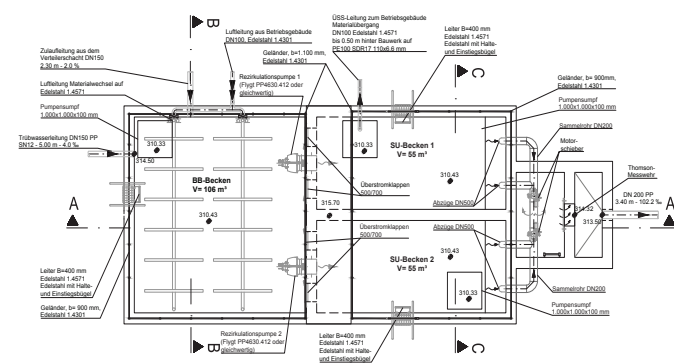 B
Zulaufleitung aus dem
Verteilerschacht DN150
2.30 m - 2.0 %
Luftleitung Materialwechsel auf
Edelstahl 1.4571
Pumpensumpf
1.000x1.000x100 mm
Trübwasserleitung DN150 PP
SN12 - 5.00 m - 4.0 ‰
Luftleitung aus Betriebsgebäude
DN100, Edelstahl 1.4301
Geländer, b=1.100 mm,
Edelstahl 1.4301
Rezirkulationspumpe 1
(Flygt PP4630.412 oder
gleichwertig)
ÜSS-Leitung zum Betriebsgebäude
Materialübergang
DN100 Edelstahl 1.4571
bis 0.50 m hinter Bauwerk auf
PE100 SDR17 110x6.6 mm
Leiter B=400 mm
Edelstahl 1.4571
Edelstahl mit Halte-
und Einstiegsbügel
C
Geländer, b= 900mm,
Edelstahl 1.4301
Pumpensumpf
1.000x1.000x100 mm
Sammelrohr DN200
Motor-
schieber
Thomson-
Messwehr
DN 200 PP
3.40 m - 102.2 ‰
310.33
314.50
BB-Becken
V= 106 m³
310.43
Überstromklappen
500/700
315.70
Überstromklappen
500/700
310.33
SU-Becken 1
V= 55 m³
310.43
Abzüge DN500
Abzüge DN500
310.43
SU-Becken 2
V= 55 m³
310.33
314.32
313.50
A
A
Leiter B=400 mm
Edelstahl 1.4571
Edelstahl mit Halte-
und Einstiegsbügel
Geländer, b= 900 mm,
Edelstahl 1.4301
Rezirkulationspumpe 2
(Flygt PP4630.412 oder
gleichwertig)
Leiter B=400 mm
Edelstahl 1.4571
Edelstahl mit Halte-
und Einstiegsbügel
Sammelrohr DN200
Pumpensumpf
1.000x1.000x100 mm
B
C